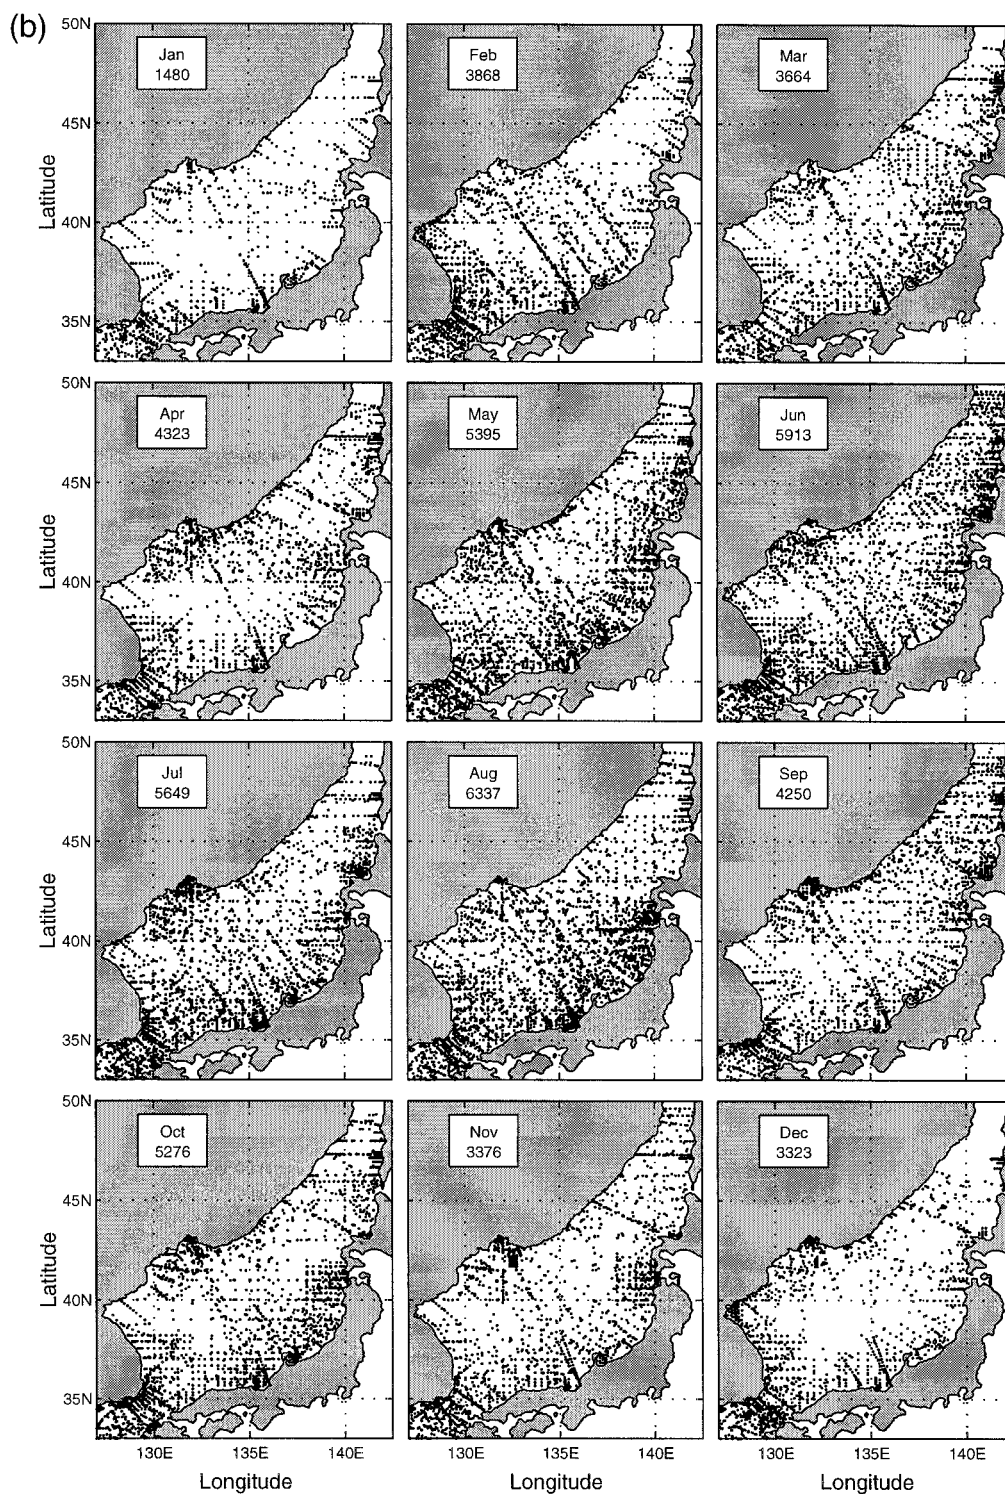 (b)
50N
45N
40N
35N
Latitude
Jan
1480
Feb
3868
Mar
3664
50N
45N
40N
35N
Latitude
Apr
4323
May
5395
Jun
5913
50N
45N
40N
35N
Latitude
Jul
5649
Aug
6337
Sep
4250
50N
45N
40N
35N
Latitude
Oct
5276
Nov
3376
Dec
3323
130E 135E 140E
130E 135E 140E
130E 135E 140E
Longitude
Longitude
Longitude